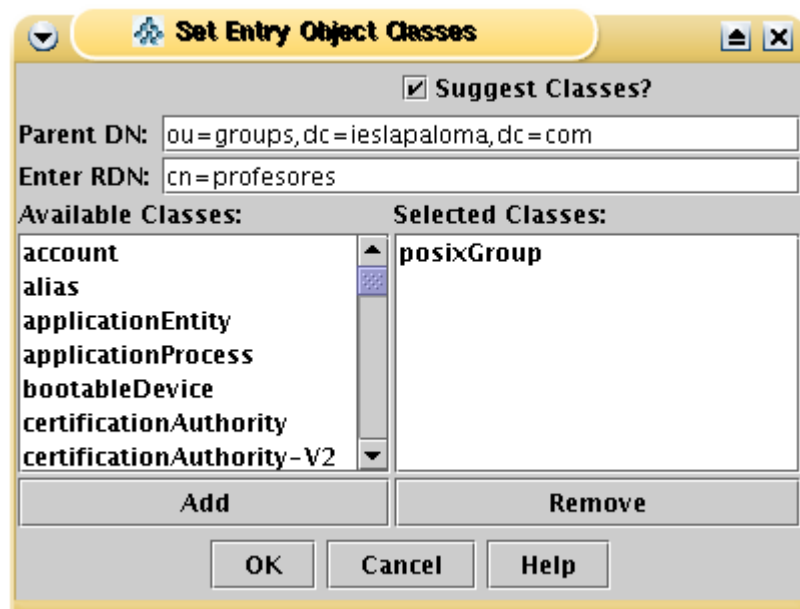 Set Entry Object Classes
Suggest Classes?
Parent DN: ou=groups,dc=ieslapaloma,dc=com
Enter RDN: cn=profesores
Available Classes: Selected Classes:
account posixGroup
alias
applicationEntity
applicationProcess
bootableDevice
certificationAuthority
certificationAuthority-V2
Add Remove
OK Cancel Help